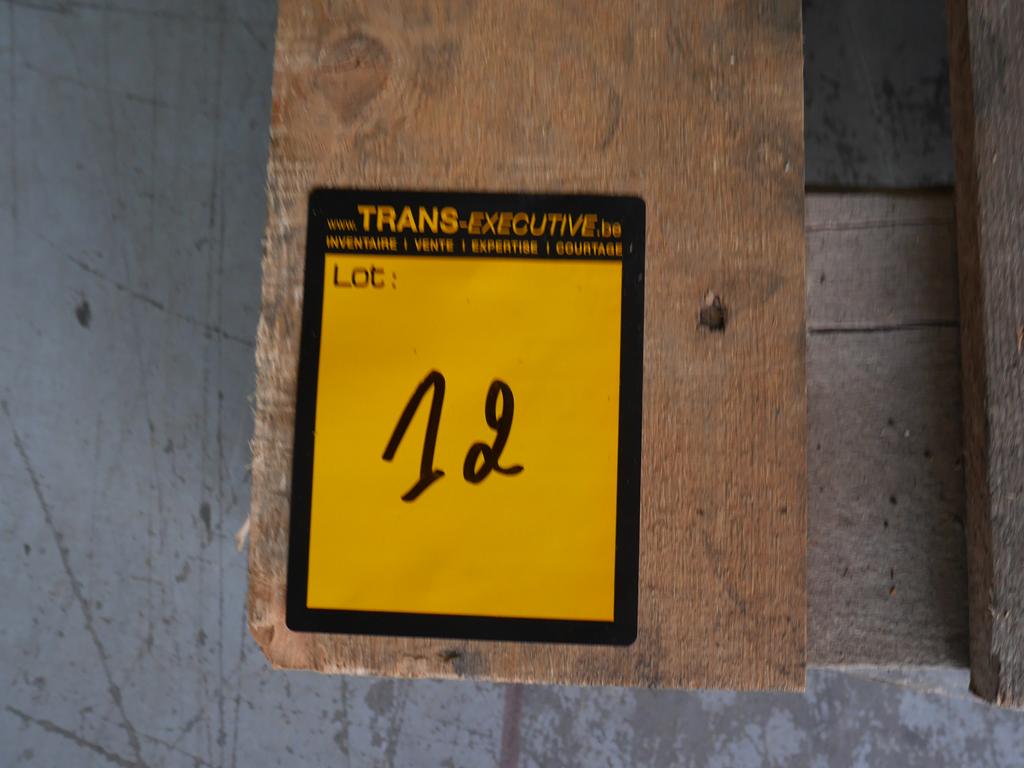 www.TRANS-EXECUTIVE.be
INVENTAIRE | VENTE | EXPERTISE | COURTAGE
Lot:
12